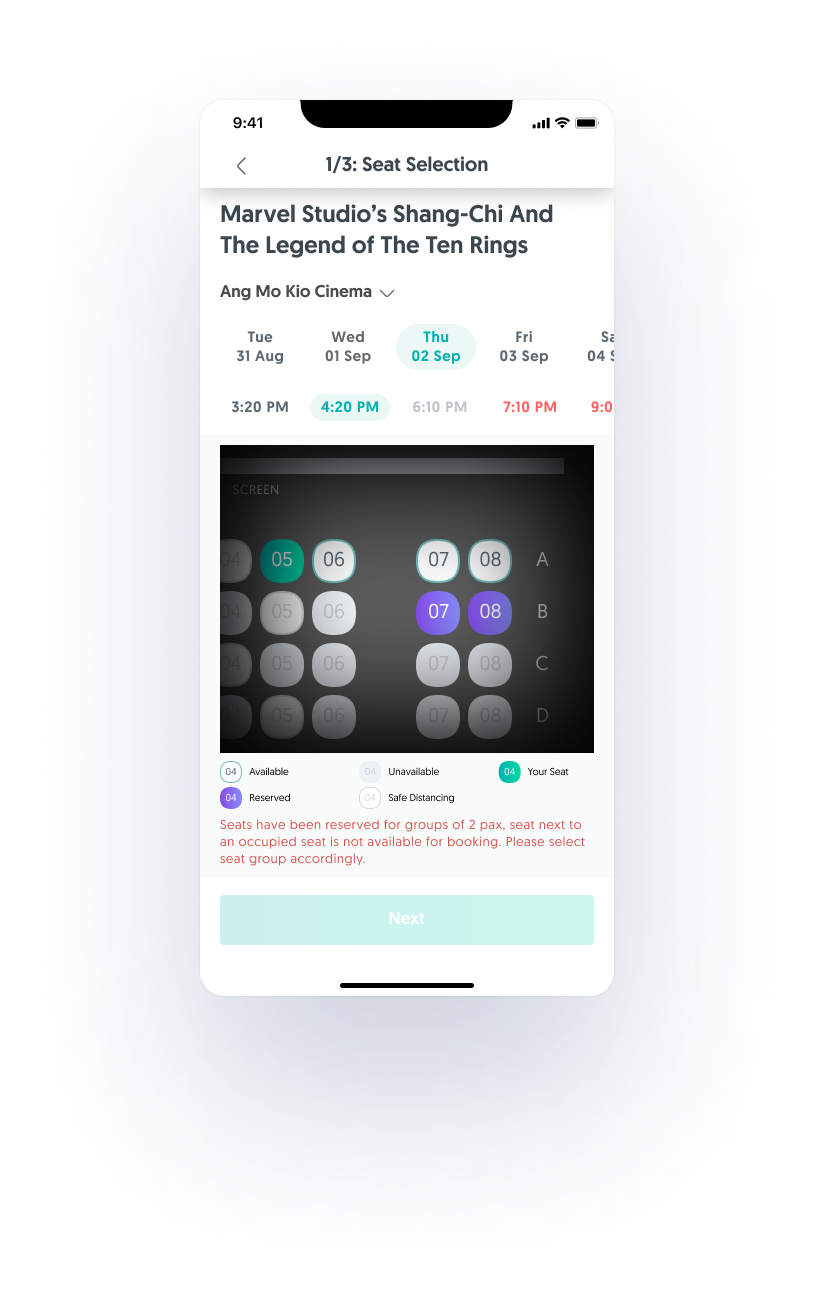 9:41
1/3: Seat Selection
Marvel Studio’s Shang-Chi And
The Legend of The Ten Rings
Ang Mo Kio Cinema
Tue Wed Thu Fri Sa
31 Aug 01 Sep 02 Sep 03 Sep 04 S
3:20 PM 4:20 PM 6:10 PM 7:10 PM 9:0
SCREEN
04 05 06 07 08 A
04 05 06 07 08 B
04 05 06 07 08 C
04 05 06 07 08 D
04 Available 04 Unavailable 04 Your Seat
04 Reserved 04 Safe Distancing
Seats have been reserved for groups of 2 pax, seat next to
an occupied seat is not available for booking. Please select
seat group accordingly.
Next